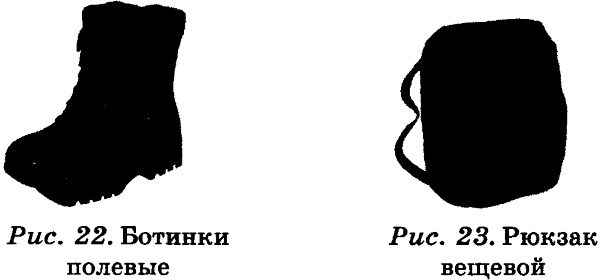 Рис. 22. Ботинки
полевые
Рис. 23. Рюкзак
вещевой